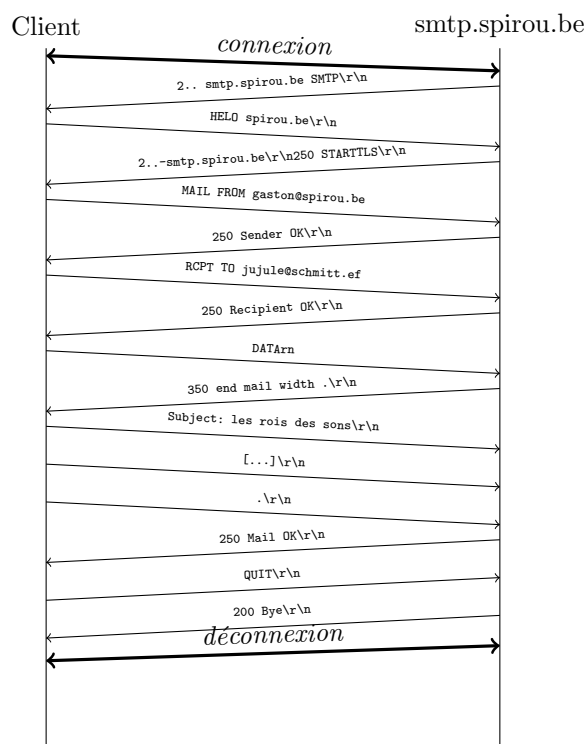 Client
smtp.spirou.be
connexion
2.. smtp.spirou.be SMTP\r\n
HELO spirou.be\r\n
2..-smtp.spirou.be\r\n250 STARTTLS\r\n
MAIL FROM gaston@spirou.be
250 Sender OK\r\n
RCPT TO jujule@schmitt.ef
250 Recipient OK\r\n
DATArn
350 end mail width .\r\n
Subject: les rois des sons\r\n
[...]\r\n
.\r\n
250 Mail OK\r\n
QUIT\r\n
200 Bye\r\n
déconnexion